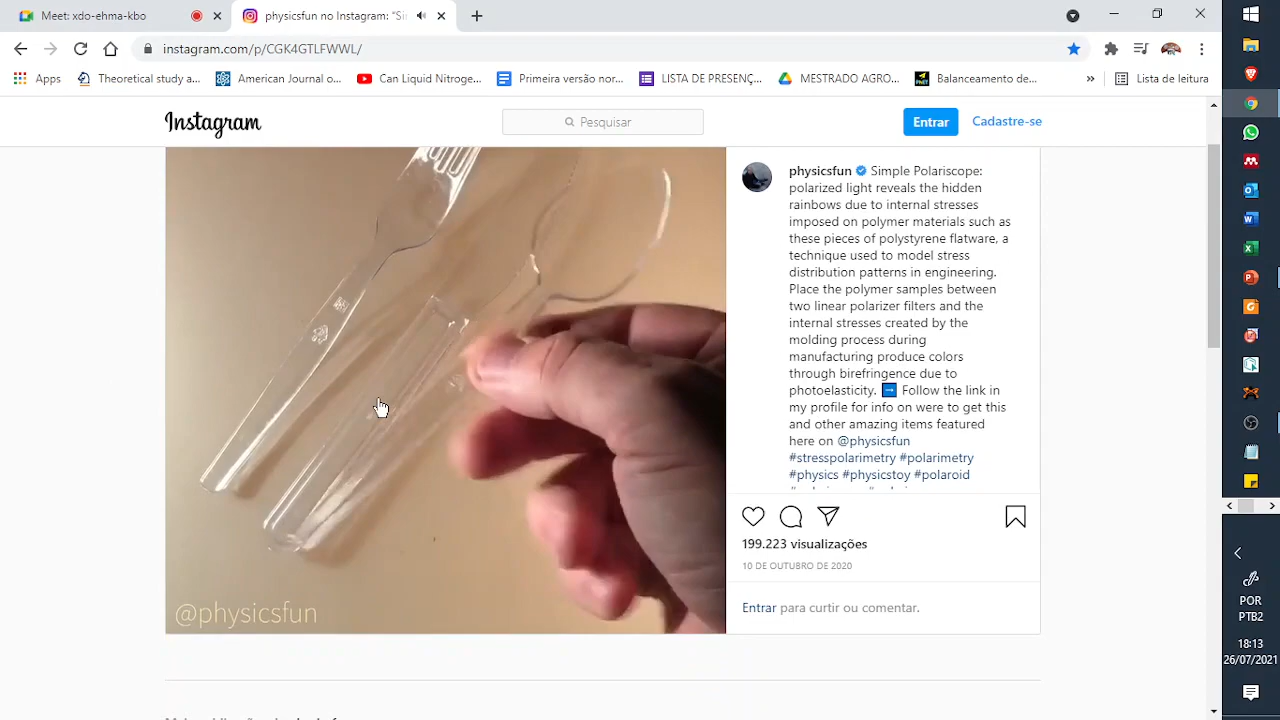 Meet: xdo-ehma-kbo
physicsfun no Instagram: "Si
instagram.com/p/CGK4GTLFWWL/
Apps
Theoretical study a...
American Journal o...
Can Liquid Nitroge...
Primeira versão nor...
LISTA DE PRESENÇ...
MESTRADO AGRO...
Balanceamento de...
»
Lista de leitura
Instagram
Pesquisar
Entrar
Cadastre-se
physicsfun Simple Polariscope:
polarized light reveals the hidden
rainbows due to internal stresses
imposed on polymer materials such as
these pieces of polystyrene flatware, a
technique used to model stress
distribution patterns in engineering.
Place the polymer samples between
two linear polarizer filters and the
internal stresses created by the
molding process during
manufacturing produce colors
through birefringence due to
photoelasticity. ➡️ Follow the link in
my profile for info on were to get this
and other amazing items featured
here on @physicsfun
#stresspolarimetry #polarimetry
#physics #physicstoy #polaroid
199.223 visualizações
10 DE OUTUBRO DE 2020
Entrar para curtir ou comentar.
@physicsfun
POR
PTB2
18:13
26/07/2021